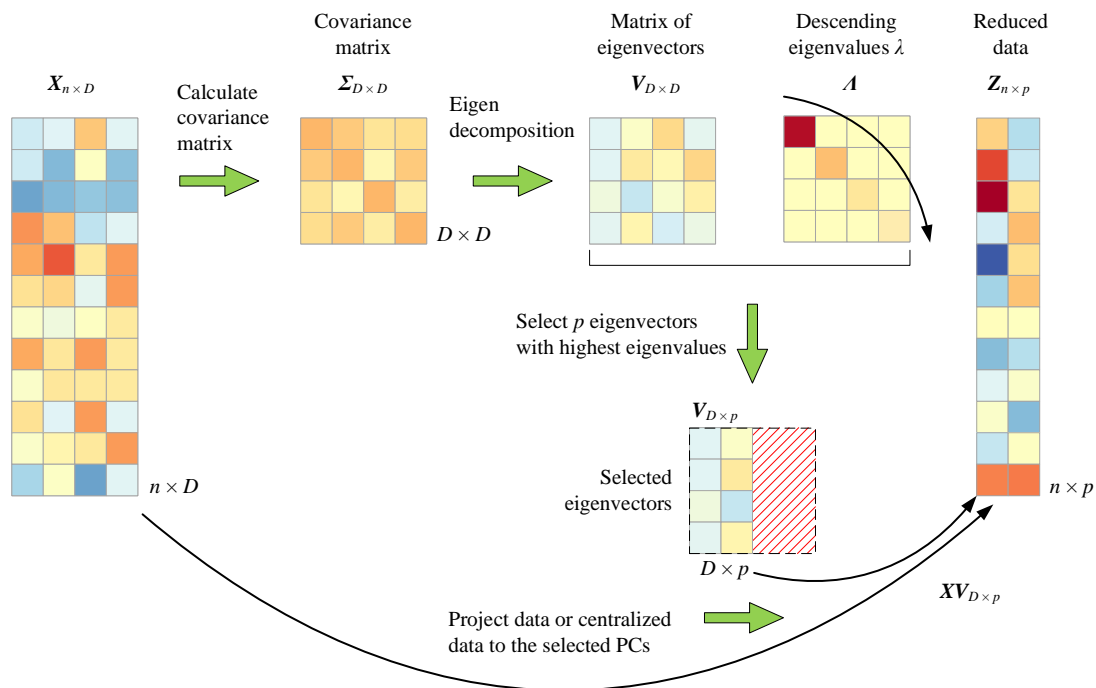 Covariance
matrix
Matrix of
eigenvectors
Descending
eigenvalues λ
Reduced
data
X n × D
Σ D × D
V D × D
Λ
Z n × p
Calculate
covariance
matrix
Eigen
decomposition
D × D
Select p eigenvectors
with highest eigenvalues
V D × p
Selected
eigenvectors
n × D
n × p
D × p
XV D × p
Project data or centralized
data to the selected PCs